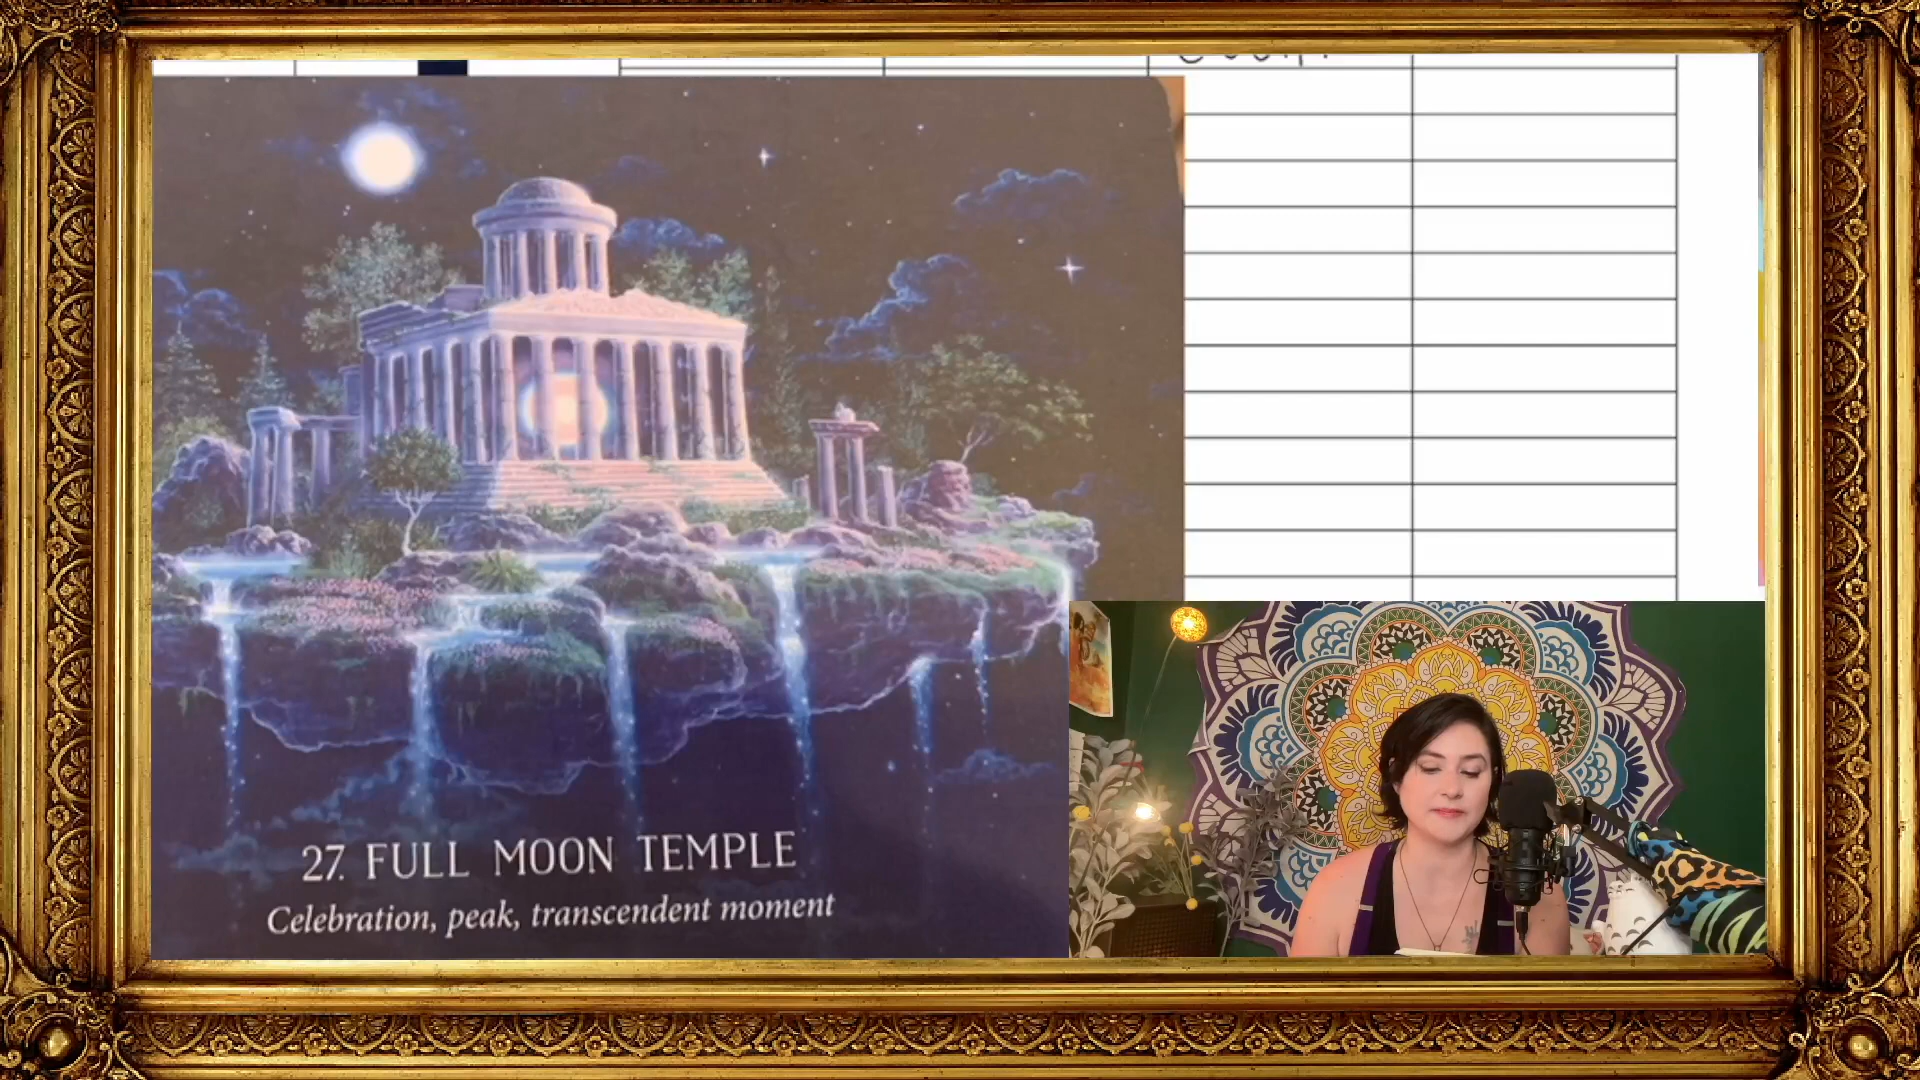 27. FULL MOON TEMPLE
Celebration, peak, transcendent moment